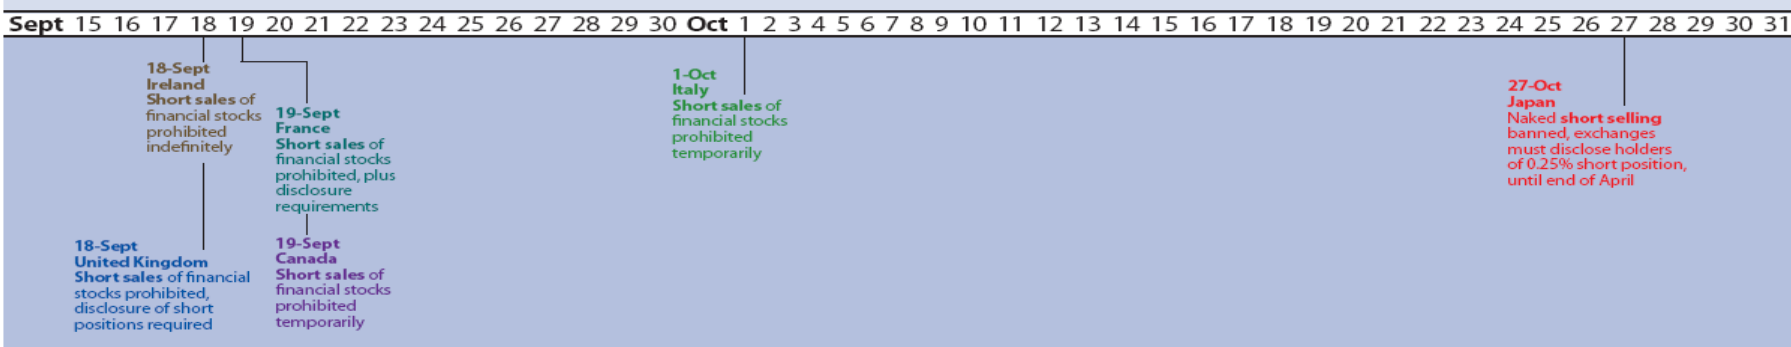 Sept 15 16 17 18 19 20 21 22 23 24 25 26 27 28 29 30 Oct 1 2 3 4 5 6 7 8 9 10 11 12 13 14 15 16 17 18 19 20 21 22 23 24 25 26 27 28 29 30 31
18-Sept
Ireland
Short sales of
financial stocks
prohibited
indefinitely
18-Sept
United Kingdom
Short sales of financial
stocks prohibited,
disclosure of short
positions required
19-Sept
France
Short sales of
financial stocks
prohibited, plus
disclosure
requirements
19-Sept
Canada
Short sales of
financial stocks
prohibited
temporarily
1-Oct
Italy
Short sales of
financial stocks
prohibited
temporarily
27-Oct
Japan
Naked short selling
banned, exchanges
must disclose holders
of 0.25% short position,
until end of April